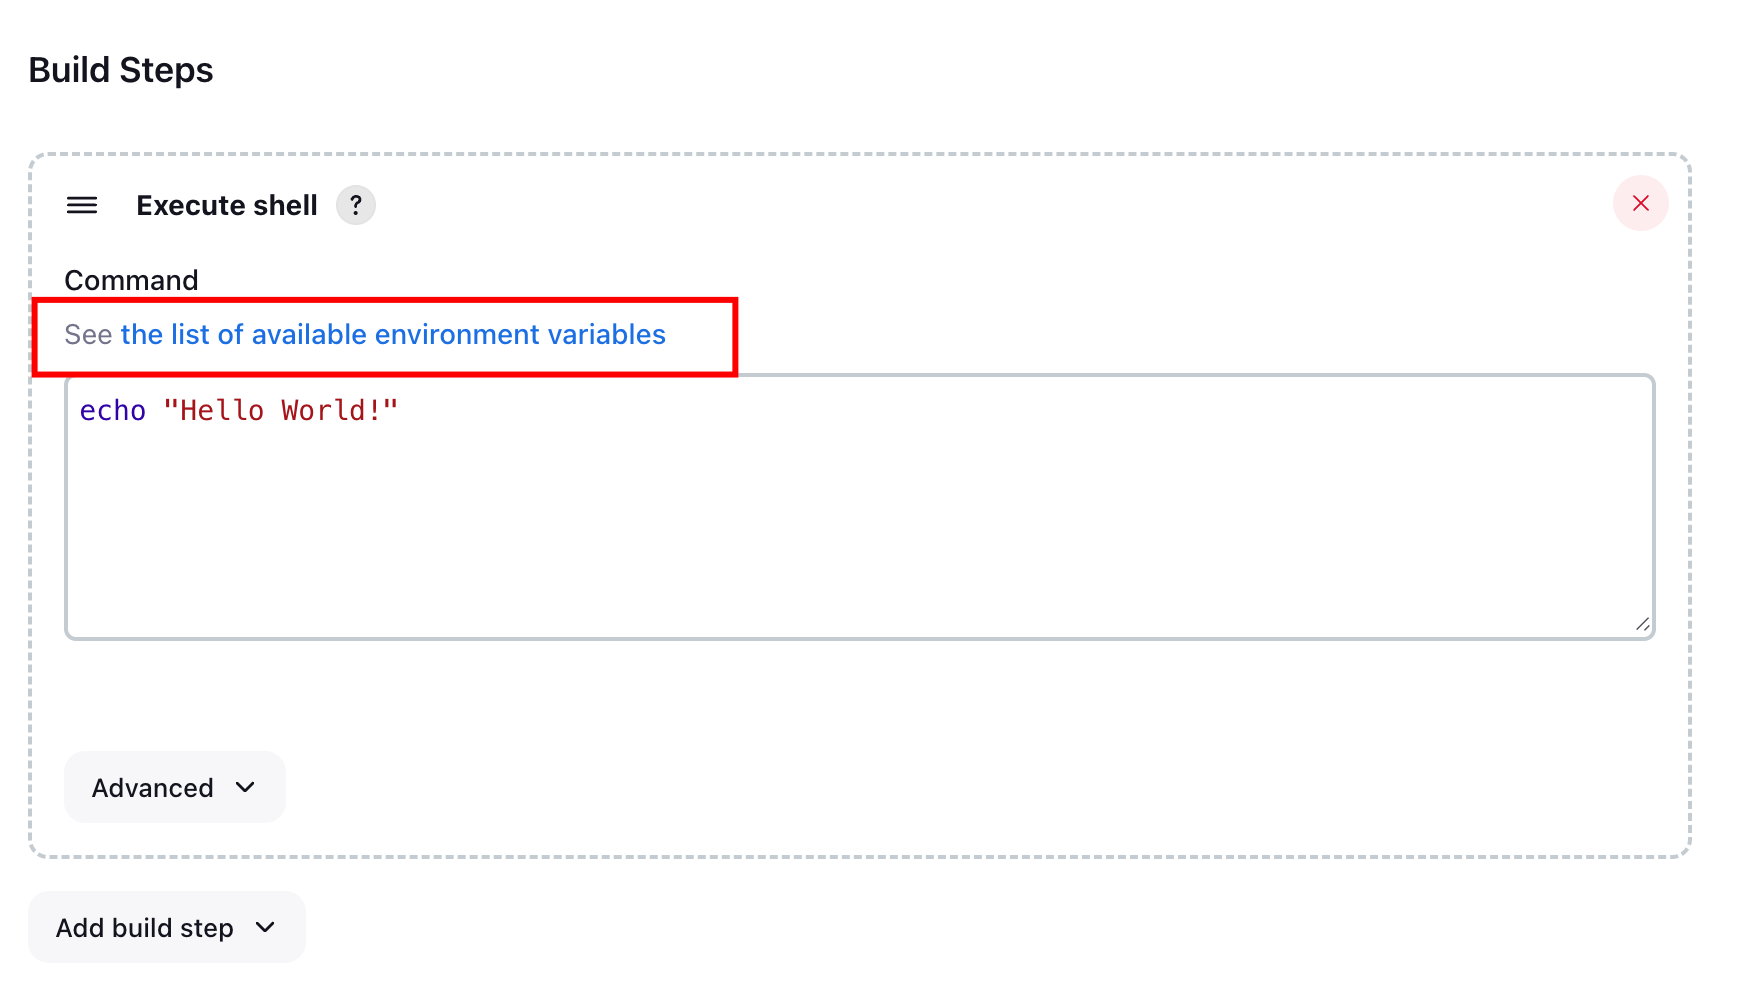 Build Steps
Execute shell ?
Command
See the list of available environment variables
echo "Hello World!"
Advanced
Add build step